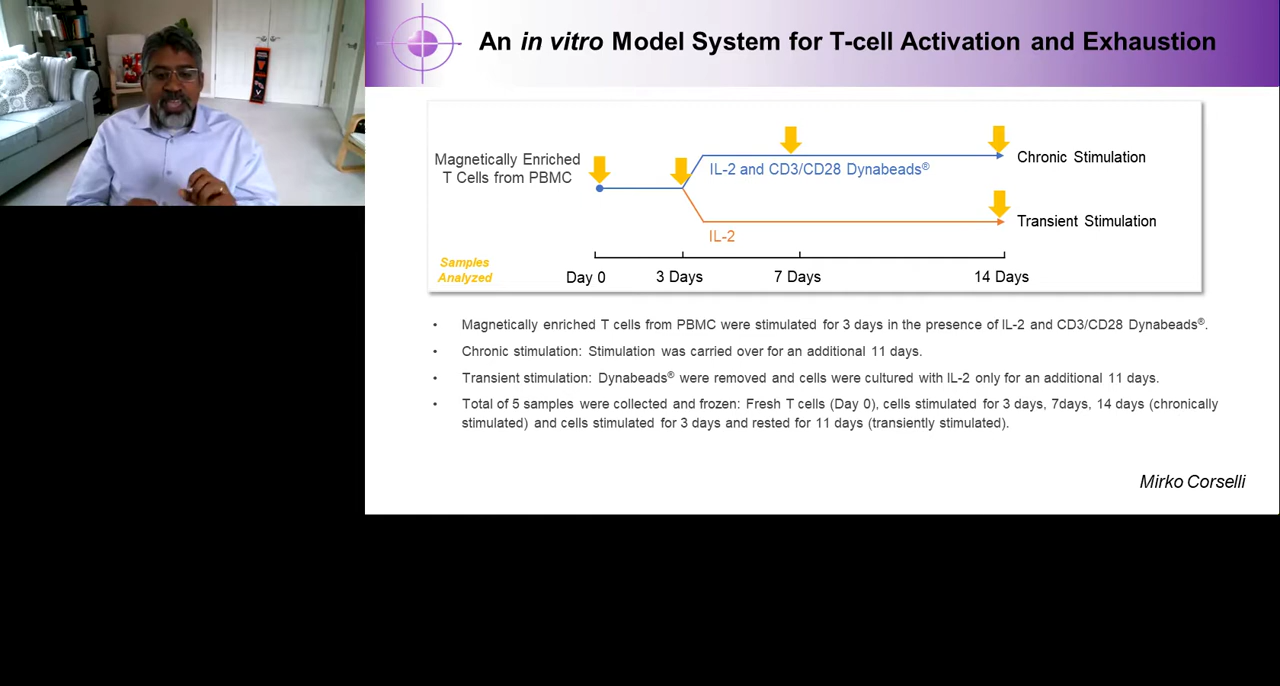 An in vitro Model System for T-cell Activation and Exhaustion
Magnetically Enriched
T Cells from PBMC
IL-2 and CD3/CD28 Dynabeads®
Chronic Stimulation
Transient Stimulation
IL-2
Samples
Analyzed
Day 0
3 Days
7 Days
14 Days
• Magnetically enriched T cells from PBMC were stimulated for 3 days in the presence of IL-2 and CD3/CD28 Dynabeads®.
• Chronic stimulation: Stimulation was carried over for an additional 11 days.
• Transient stimulation: Dynabeads® were removed and cells were cultured with IL-2 only for an additional 11 days.
• Total of 5 samples were collected and frozen: Fresh T cells (Day 0), cells stimulated for 3 days, 7days, 14 days (chronically
stimulated) and cells stimulated for 3 days and rested for 11 days (transiently stimulated).
Mirko Corselli